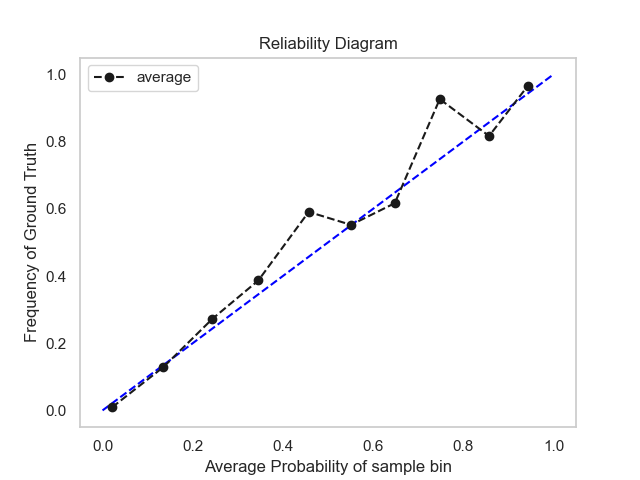 Reliability Diagram
average
1.0
0.8
0.6
0.4
0.2
0.0
Frequency of Ground Truth
0.0 0.2 0.4 0.6 0.8 1.0
Average Probability of sample bin